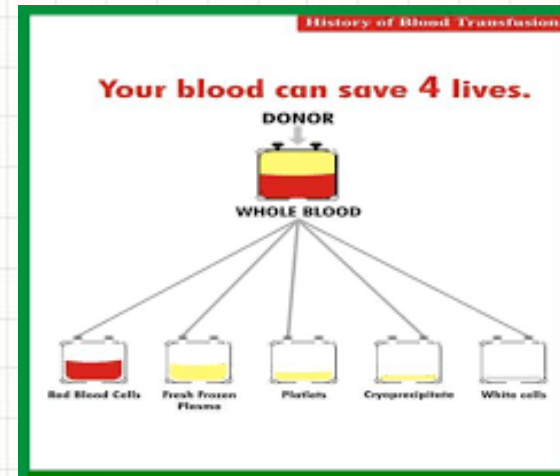 History of Blood Transfusion
Your blood can save 4 lives.
DONOR
WHOLE BLOOD
Red Blood Cells
Fresh Frozen
Plasma
Platlets
Cryoprecipitate
White cells